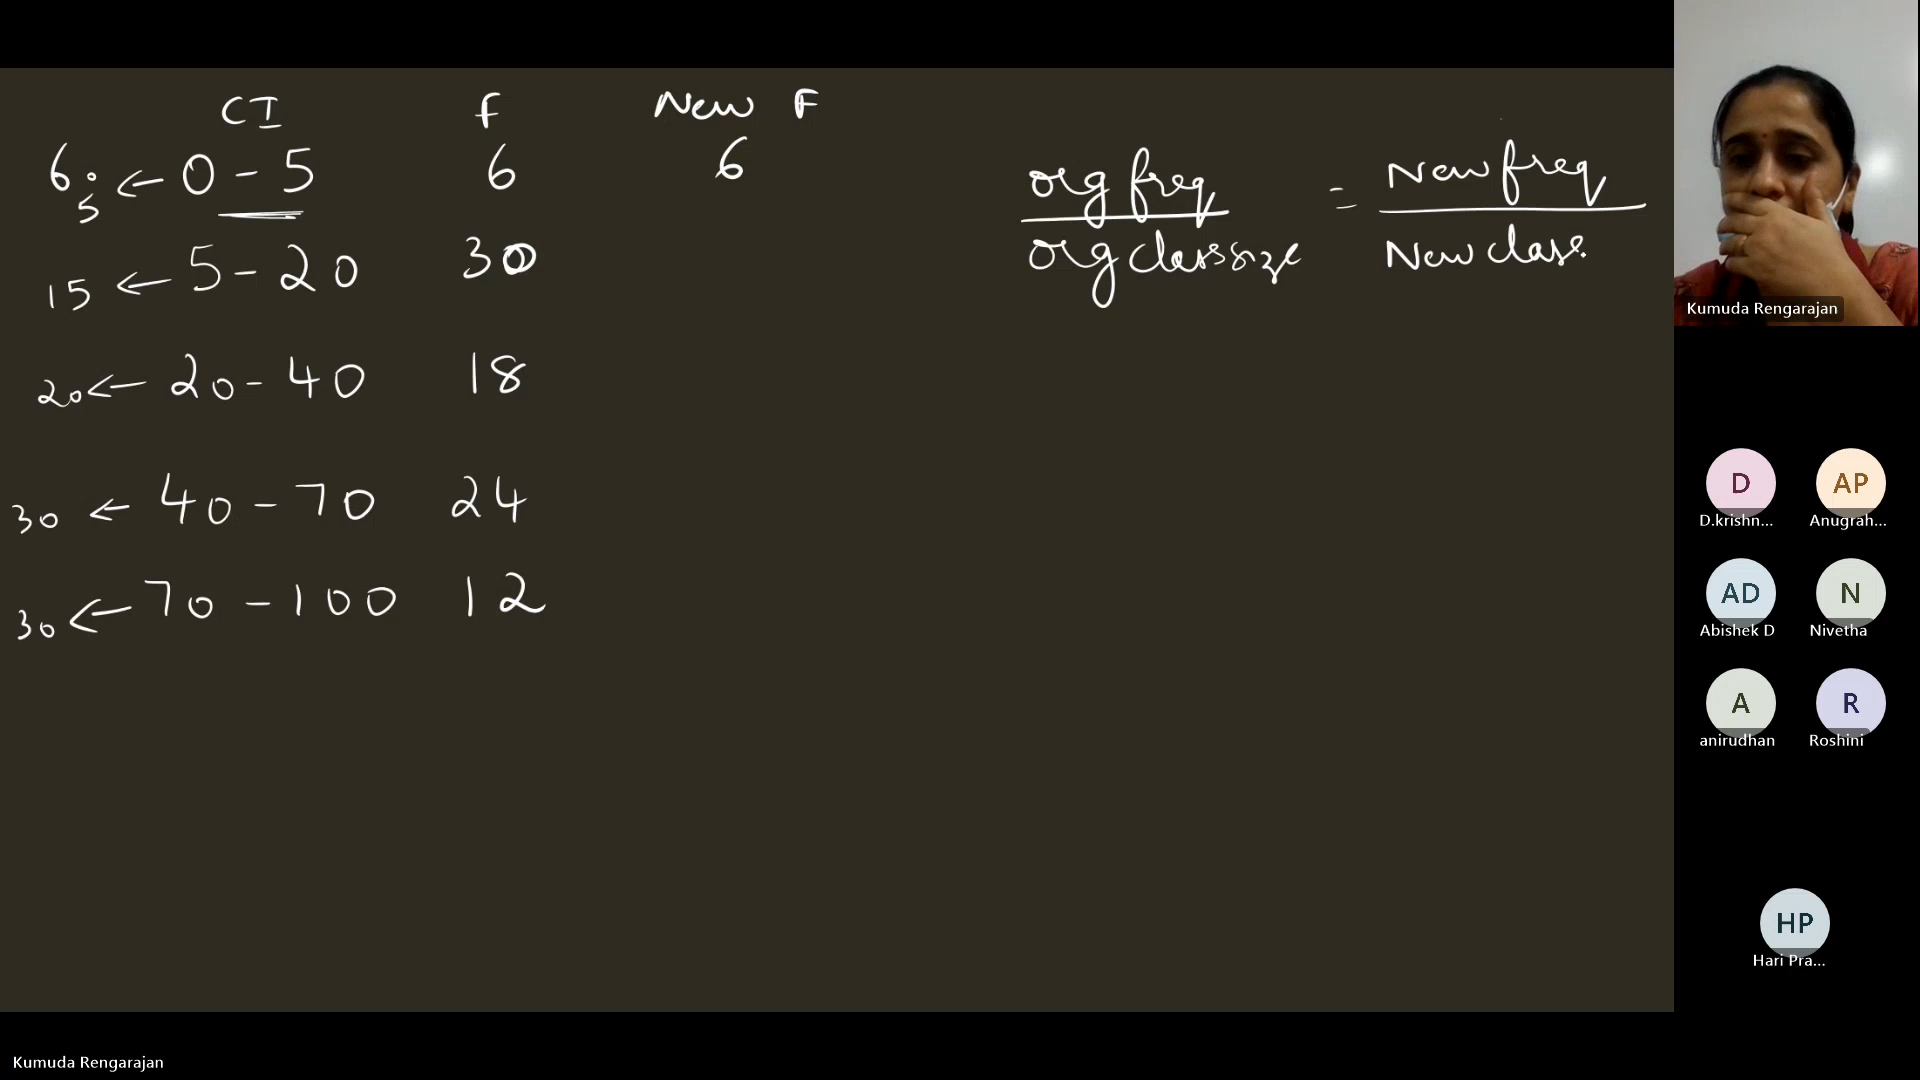 CI F New F
6. ← 0 - 5 6 6
5
15 ← 5 - 20 30
20 ← 20 - 40 18
30 ← 40 - 70 24
30 ← 70 - 100 12
org freq = New freq
org class size New class.
Kumuda Rengarajan
D AP
D.krishn... Anugrah...
AD N
Abishek D Nivetha
A R
anirudhan Roshini
HP
Hari Pra...
Kumuda Rengarajan